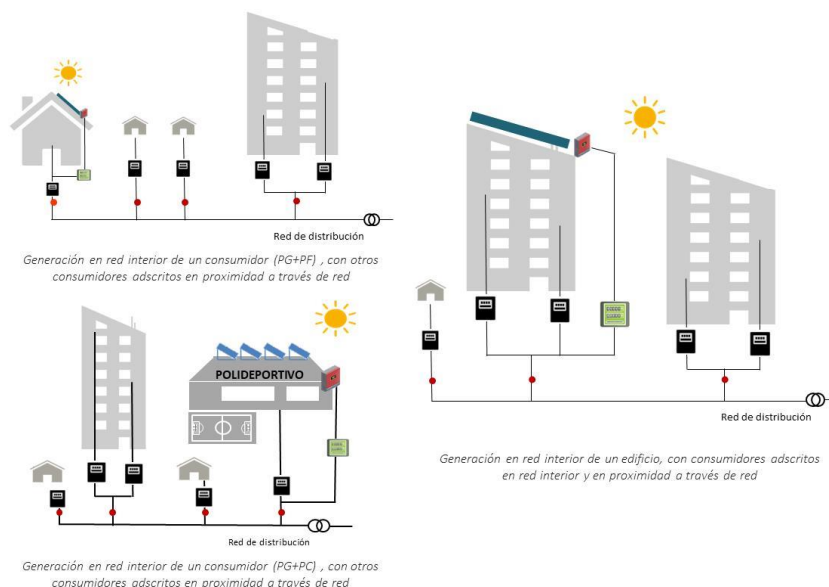 Red de distribución
Generación en red interior de un consumidor (PG+PF) , con otros
consumidores adscritos en proximidad a través de red
POLIDEPORTIVO
Red de distribución
Generación en red interior de un consumidor (PG+PC) , con otros
consumidores adscritos en proximidad a través de red
Red de distribución
Generación en red interior de un edificio, con consumidores adscritos
en red interior y en proximidad a través de red